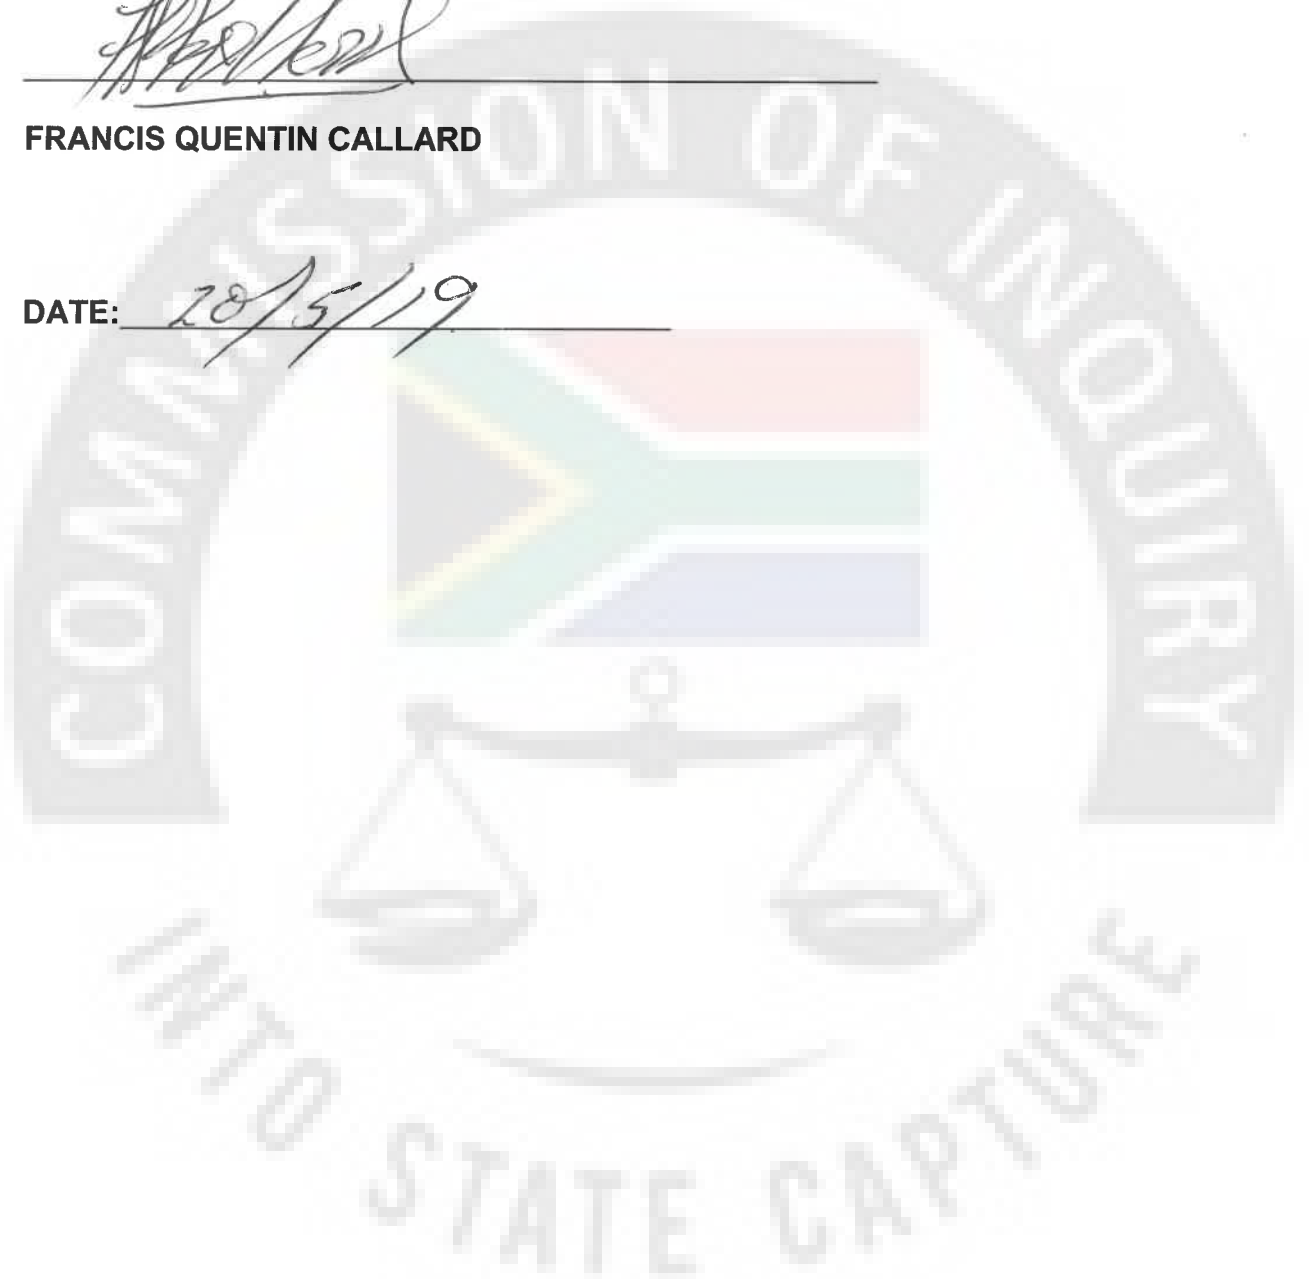 FRANCIS QUENTIN CALLARD
DATE: 20/5/19
COMMISSION OF INQUIRY
INTO STATE CAPTURE